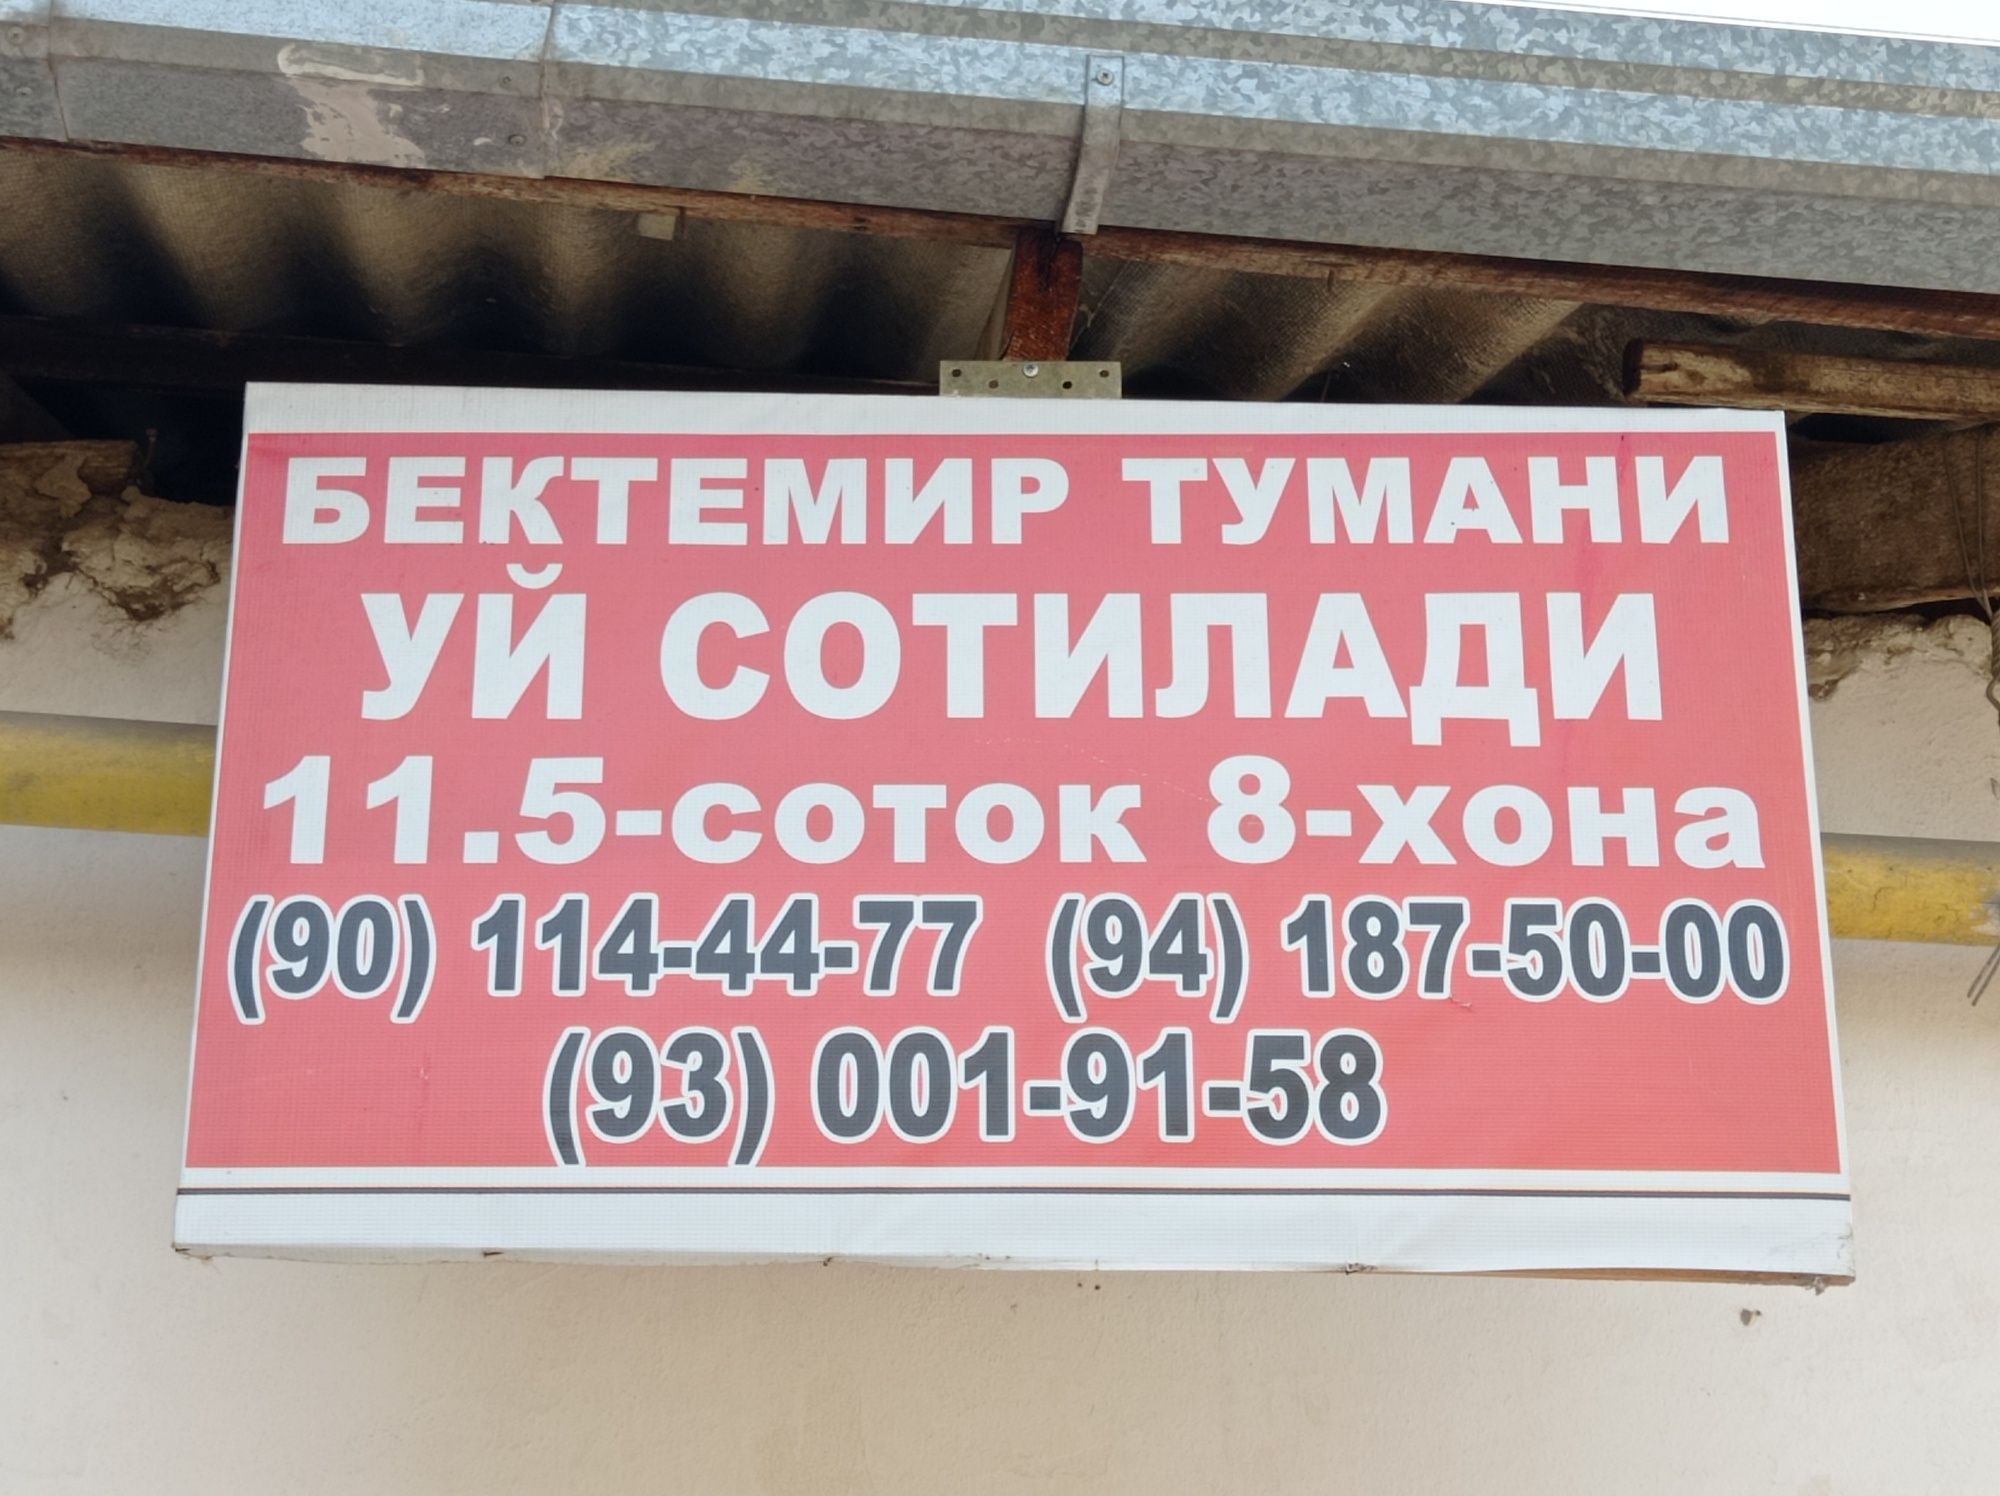 БЕКТЕМИР ТУМАНИ
УЙ СОТИЛАДИ
11.5-соток 8-хона
(90) 114-44-77 (94) 187-50-00
(93) 001-91-58